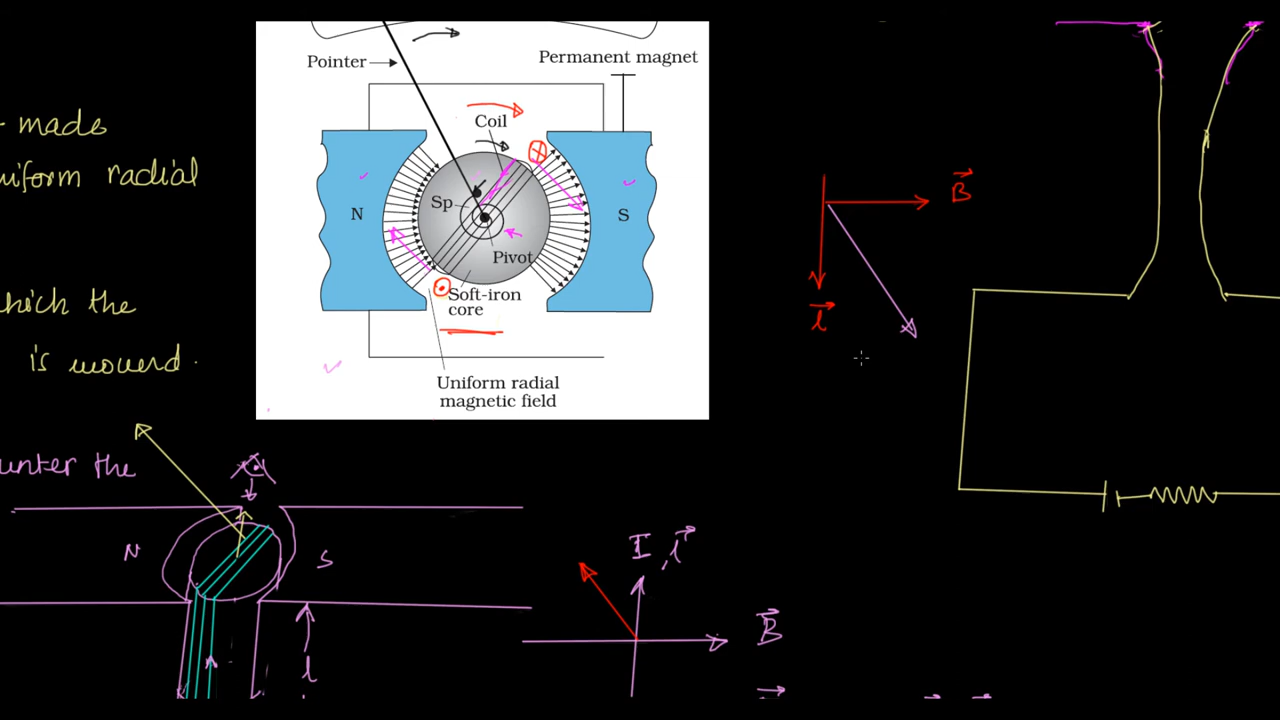 made
uniform radial
which the
is wound.
unter the
Pointer
Permanent magnet
Coil
N
Sp
S
Pivot
Soft-iron
core
Uniform radial
magnetic field
B
l
N
S
l
I, l
B